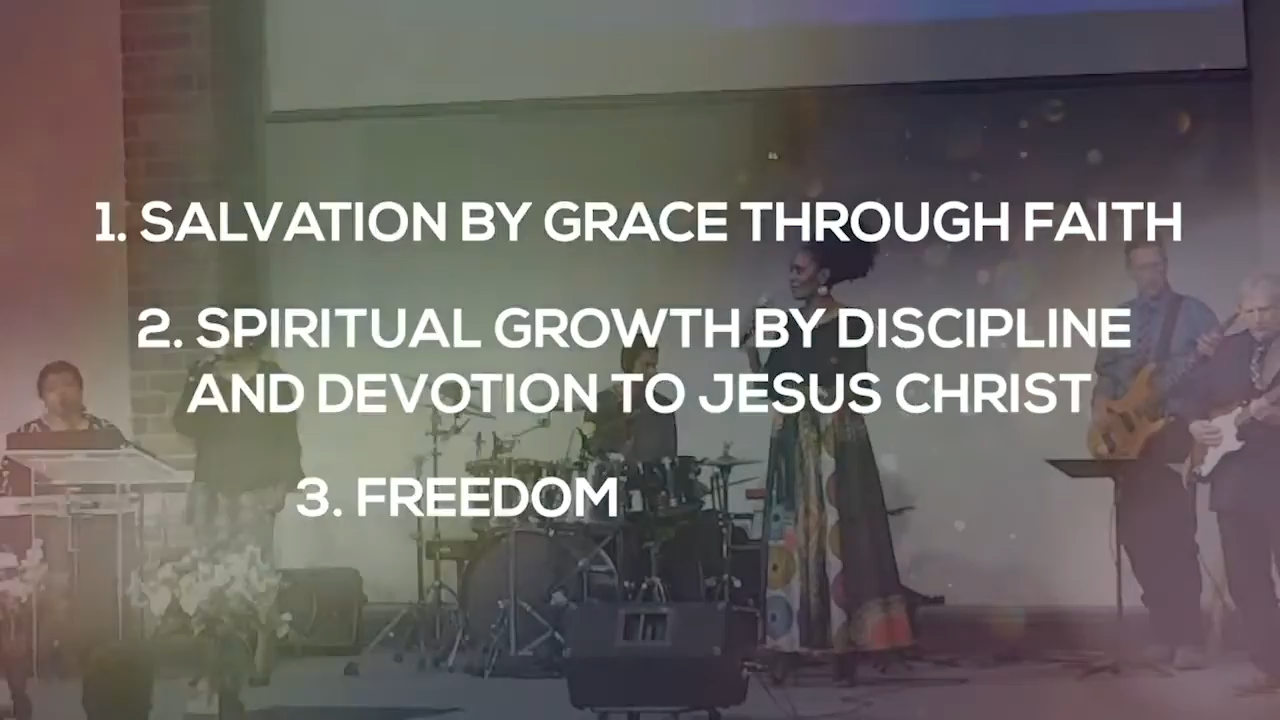 1. SALVATION BY GRACE THROUGH FAITH
2. SPIRITUAL GROWTH BY DISCIPLINE
AND DEVOTION TO JESUS CHRIST
3. FREEDOM